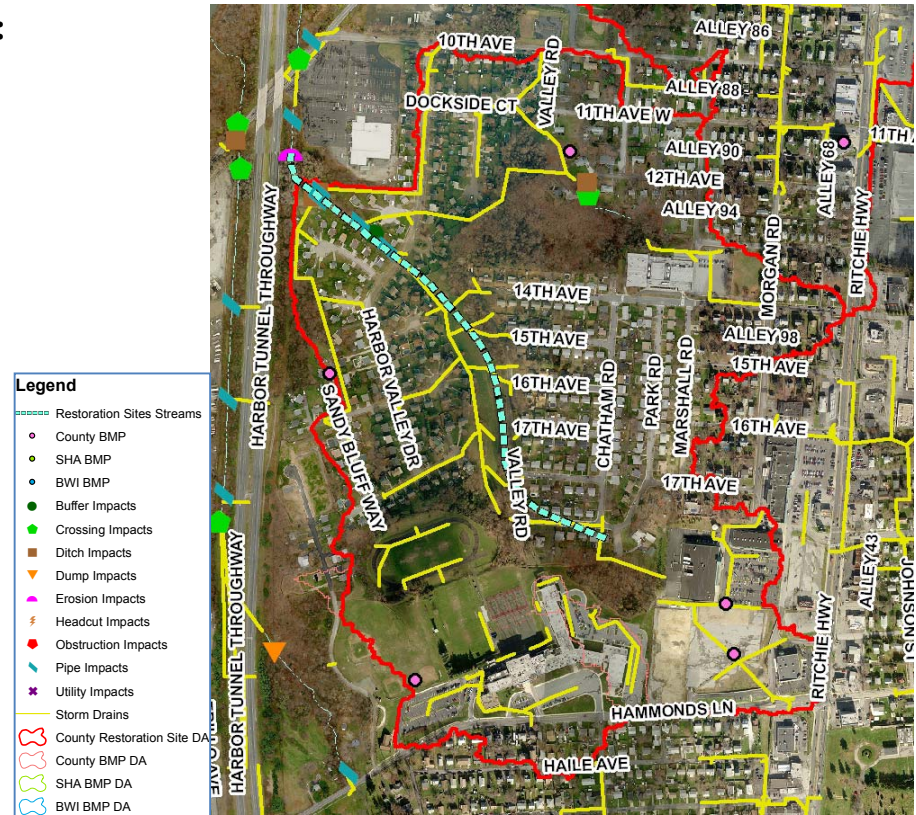 :
ALLEY 86
10TH AVE
VALLEY RD
ALLEY 88
DOCKSIDE CT
11TH AVE W
11TH A
ALLEY 90
ALLEY 68
12TH AVE
ALLEY 94
RITCHIE HWY
MORGAN RD
HARBOR TUNNEL THROUGHWAY
14TH AVE
15TH AVE
ALLEY 98
HARBOR VALLEY DR
15TH AVE
16TH AVE
CHATHAM RD
PARK RD
MARSHALL RD
SANDY BLUFF WAY
17TH AVE
16TH AVE
VALLEY RD
17TH AVE
HARBOR TUNNEL THROUGHWAY
ALLEY 43
JOHNSON ST
RITCHIE HWY
HAMMONDS LN
HAILE AVE
Legend
Restoration Sites Streams
County BMP
SHA BMP
BWI BMP
Buffer Impacts
Crossing Impacts
Ditch Impacts
Dump Impacts
Erosion Impacts
Headcut Impacts
Obstruction Impacts
Pipe Impacts
Utility Impacts
Storm Drains
County Restoration Site DA
County BMP DA
SHA BMP DA
BWI BMP DA